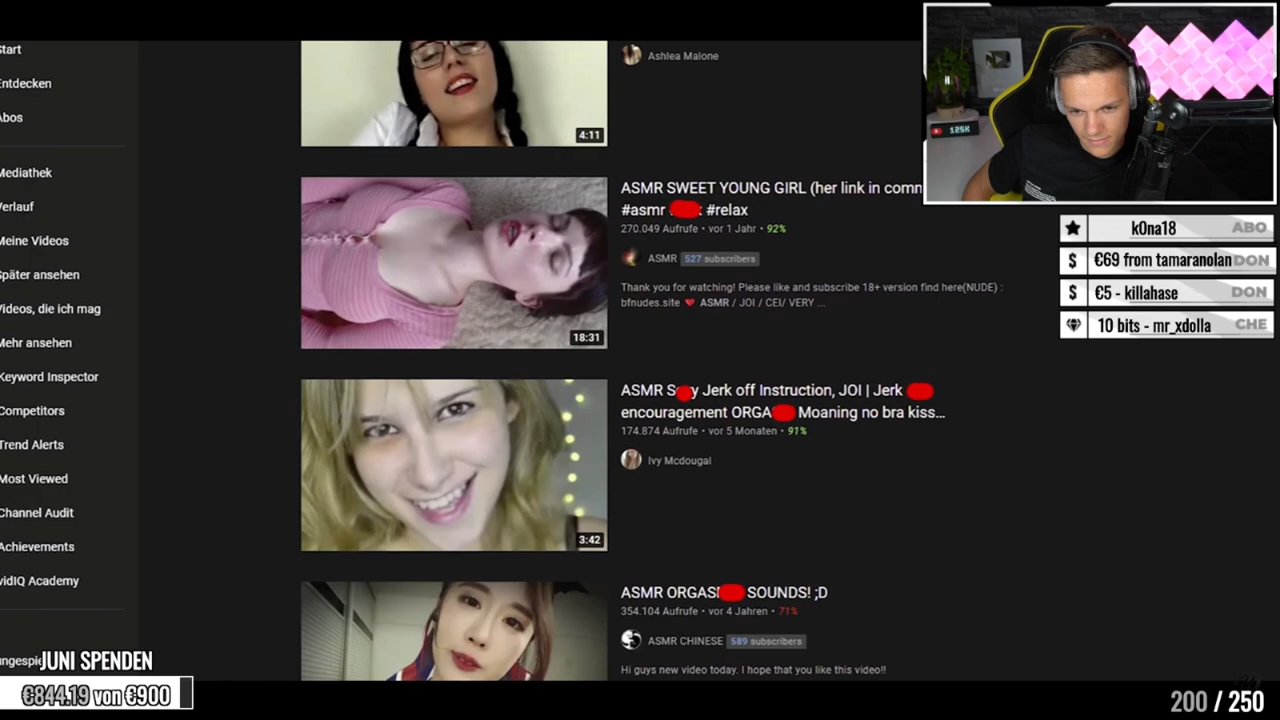 Start
Entdecken
Abos
Mediathek
Verlauf
Meine Videos
Später ansehen
Videos, die ich mag
Mehr ansehen
Keyword Inspector
Competitors
Trend Alerts
Most Viewed
Channel Audit
Achievements
vidIQ Academy
JUNI SPENDEN
€844.19 von €900
4:11
Ashlea Malone
18:31
ASMR SWEET YOUNG GIRL (her link in comm
#asmr #relax
270.049 Aufrufe • vor 1 Jahr • 92%
ASMR 527 subscribers
Thank you for watching! Please like and subscribe 18+ version find here(NUDE) :
bfnudes.site ❤ ASMR / JOI / CEI/ VERY ...
3:42
ASMR S y Jerk off Instruction, JOI | Jerk
encouragement ORGA Moaning no bra kiss...
174.874 Aufrufe • vor 5 Monaten • 91%
Ivy Mcdougal
ASMR ORGAS SOUNDS! ;D
354.104 Aufrufe • vor 4 Jahren • 71%
ASMR CHINESE 589 subscribers
Hi guys new video today. I hope that you like this video!!
125K
k0na18 ABO
$ €69 from tamaranolan DON
$ €5 - killahase DON
10 bits - mr_xdolla CHE
200 / 250